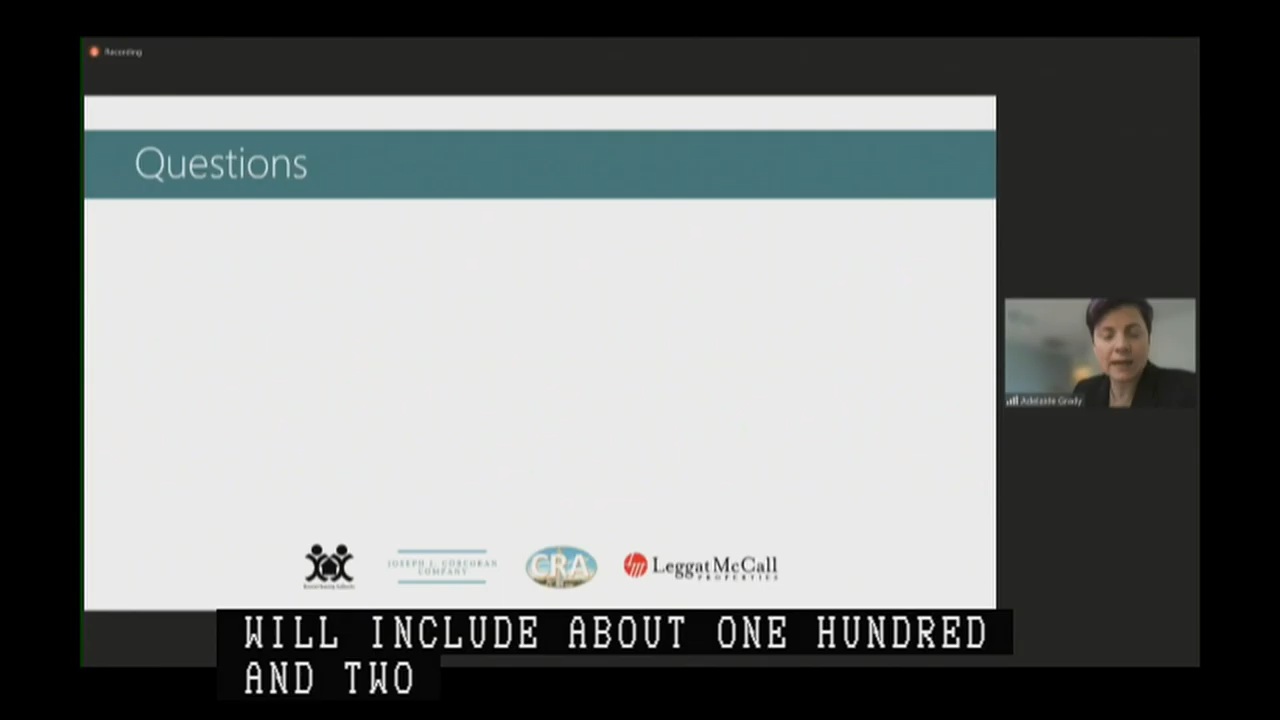 Recording
Questions
JOSEPH J. CORCORAN
COMPANY
CRA
LeggatMcCall
PROPERTIES
Adelaide Grady
WILL INCLUDE ABOUT ONE HUNDRED
AND TWO